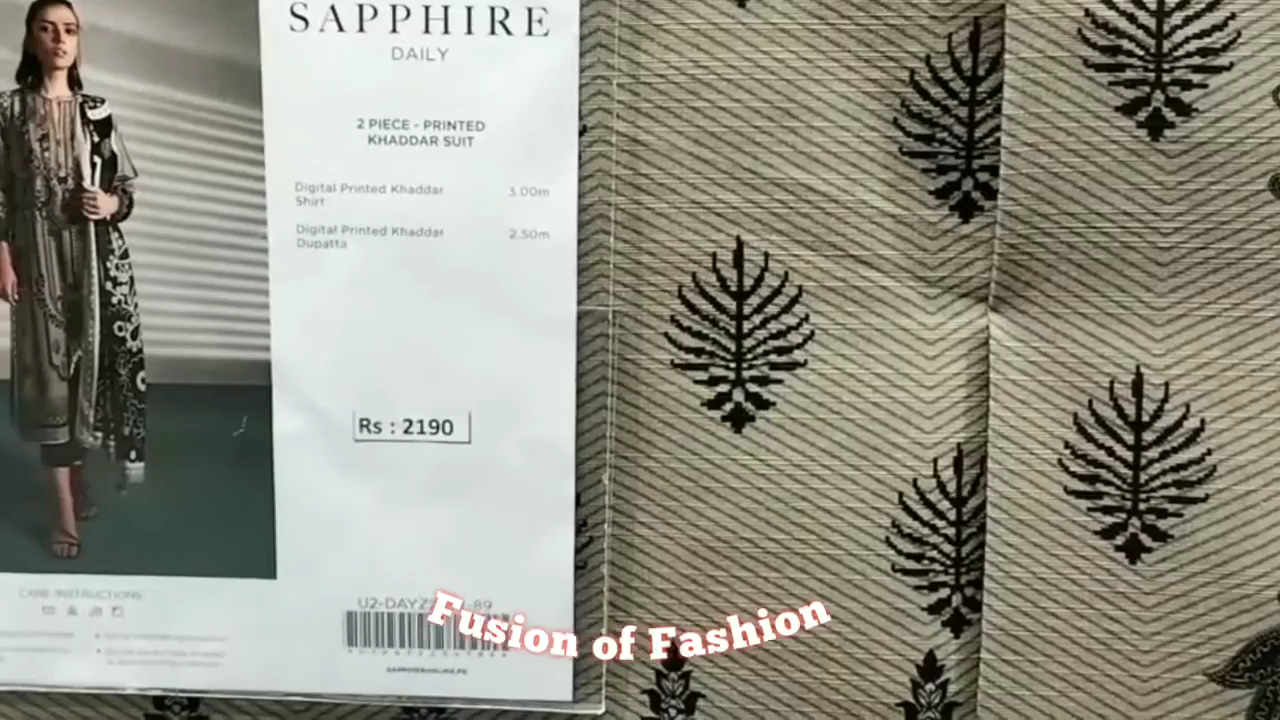 SAPPHIRE
DAILY
2 PIECE - PRINTED
KHADDAR SUIT
Digital Printed Khaddar 3.00m
Shirt
Digital Printed Khaddar 2.50m
Dupatta
Rs : 2190
CARE INSTRUCTIONS
Fusion of Fashion